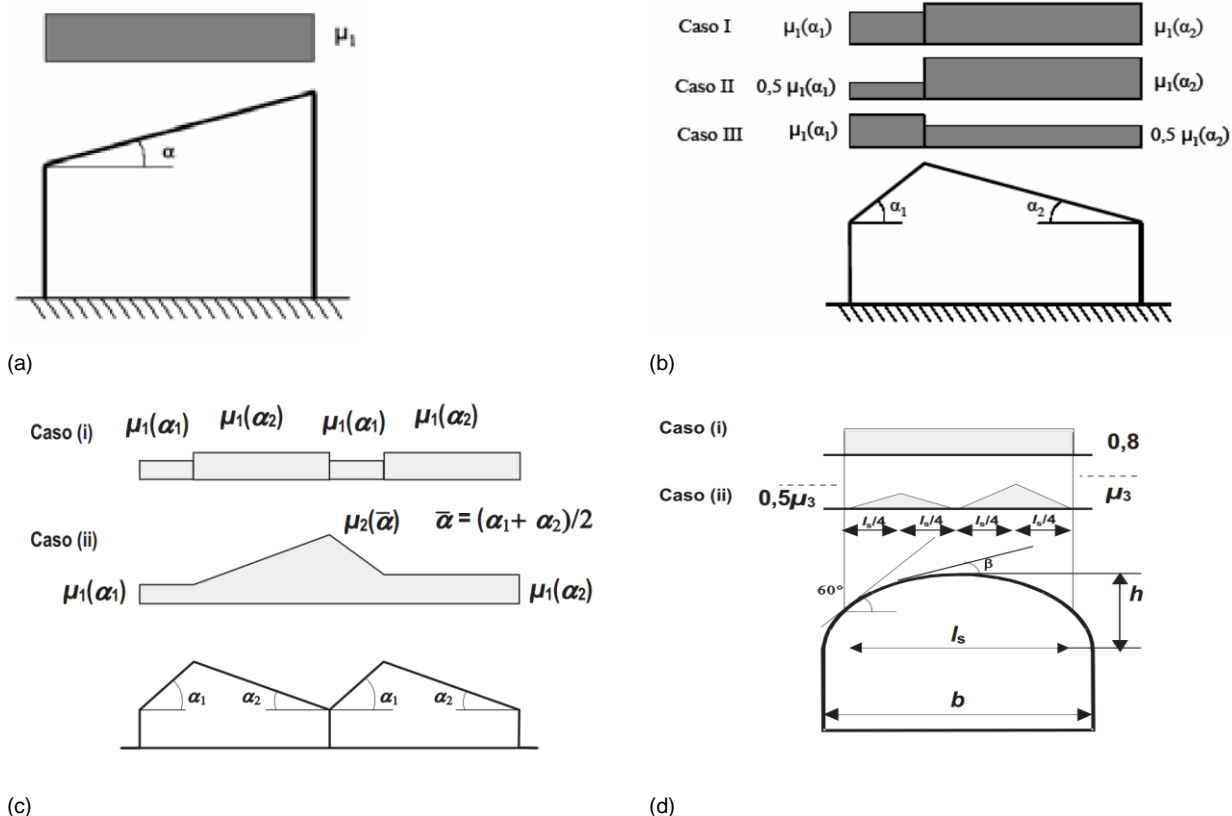 μ₁
α
(a)
Caso I μ₁(α₁) μ₁(α₂)
Caso II 0,5 μ₁(α₁) μ₁(α₂)
Caso III μ₁(α₁) 0,5 μ₁(α₂)
α₁ α₂
(b)
Caso (i) μ₁(α₁) μ₁(α₂) μ₁(α₁) μ₁(α₂)
Caso (ii) μ₂(ᾱ) ᾱ = (α₁+ α₂)/2
μ₁(α₁) μ₁(α₂)
α₁ α₂ α₁ α₂
(c)
Caso (i) 0,8
Caso (ii) 0,5μ₃ μ₃
lₛ/4 lₛ/4 lₛ/4 lₛ/4
β
60° h
lₛ
b
(d)